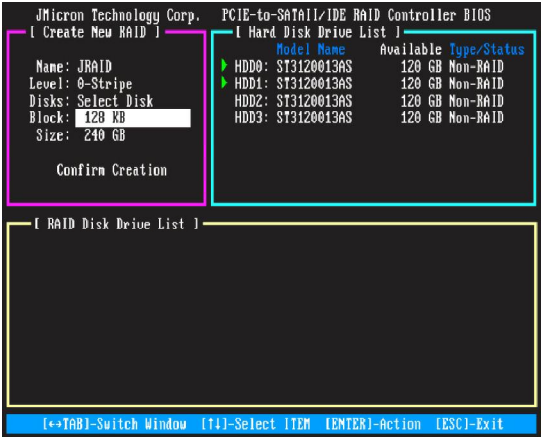 JMicron Technology Corp. PCIE-to-SATAII/IDE RAID Controller BIOS
[ Create New RAID ]
Name: JRAID
Level: 0-Stripe
Disks: Select Disk
Block: 128 KB
Size: 240 GB
Confirm Creation
[ Hard Disk Drive List ]
Model Name Available Type/Status
HDD0: ST3120013AS 120 GB Non-RAID
HDD1: ST3120013AS 120 GB Non-RAID
HDD2: ST3120013AS 120 GB Non-RAID
HDD3: ST3120013AS 120 GB Non-RAID
[ RAID Disk Drive List ]
[↔TAB]-Switch Window [↑↓]-Select ITEM [ENTER]-Action [ESC]-Exit